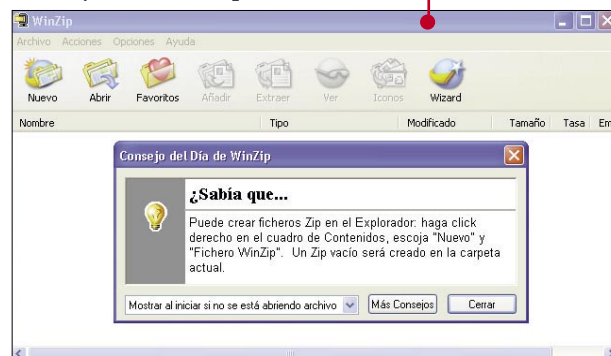 WinZip
Archivo Acciones Opciones Ayuda
Nuevo Abrir Favoritos Añadir Extraer Ver Iconos Wizard
Nombre Tipo Modificado Tamaño Tasa Em
Consejo del Día de WinZip
¿Sabía que...
Puede crear ficheros Zip en el Explorador: haga click
derecho en el cuadro de Contenidos, escoja "Nuevo" y
"Fichero WinZip". Un Zip vacío será creado en la carpeta
actual.
Mostrar al iniciar si no se está abriendo archivo Más Consejos Cerrar